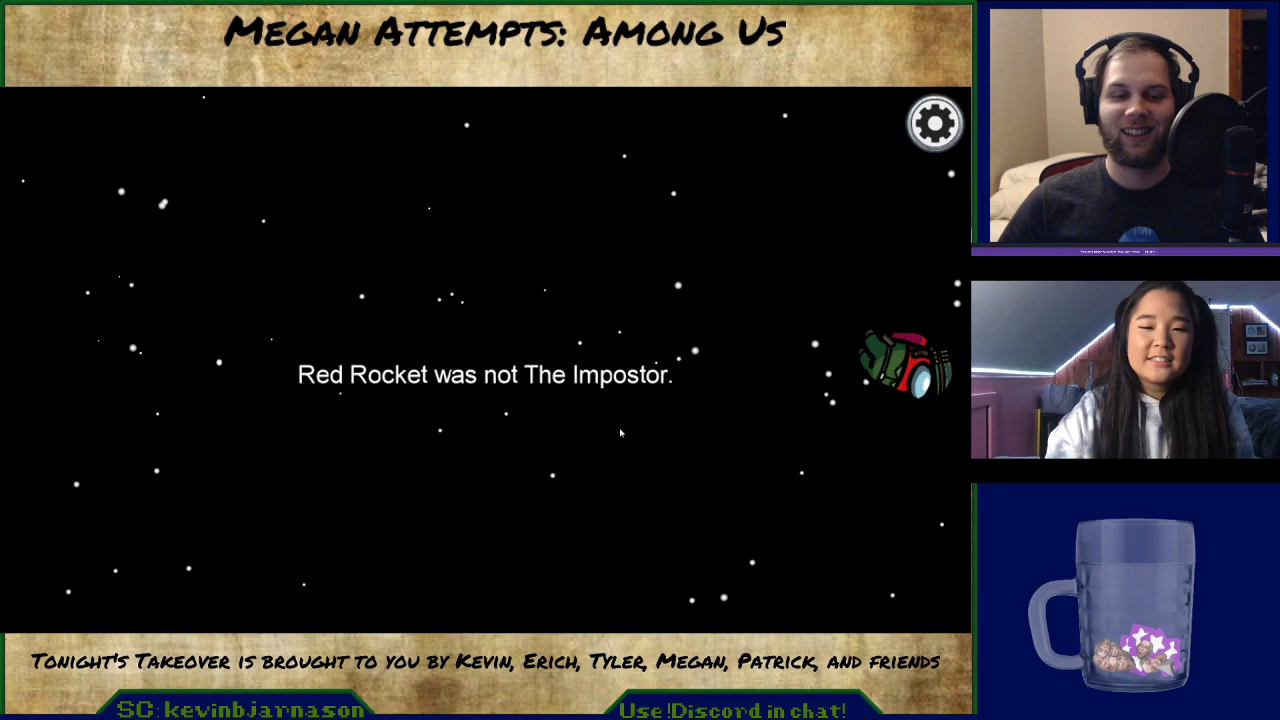 Megan Attempts: Among Us
Red Rocket was not The Impostor.
Tonight's Takeover is brought to you by Kevin, Erich, Tyler, Megan, Patrick, and friends
SC: kevinbjarnason
Use !Discord in chat!